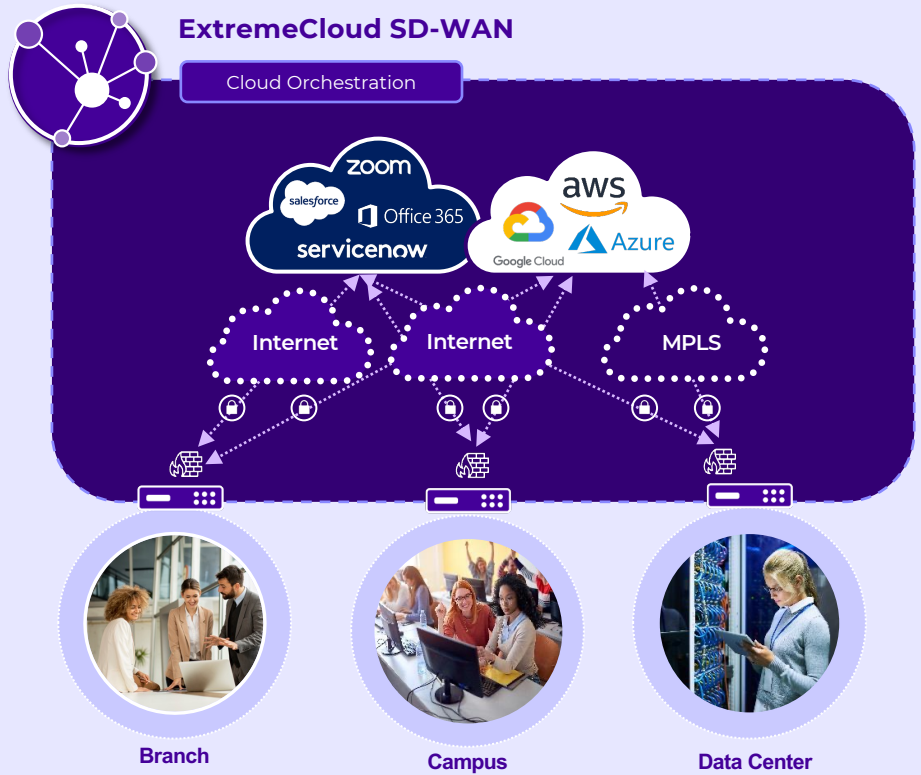 ExtremeCloud SD-WAN
Cloud Orchestration
zoom
salesforce
Office 365
servicenow
aws
Google Cloud
Azure
Internet
Internet
MPLS
Branch
Campus
Data Center